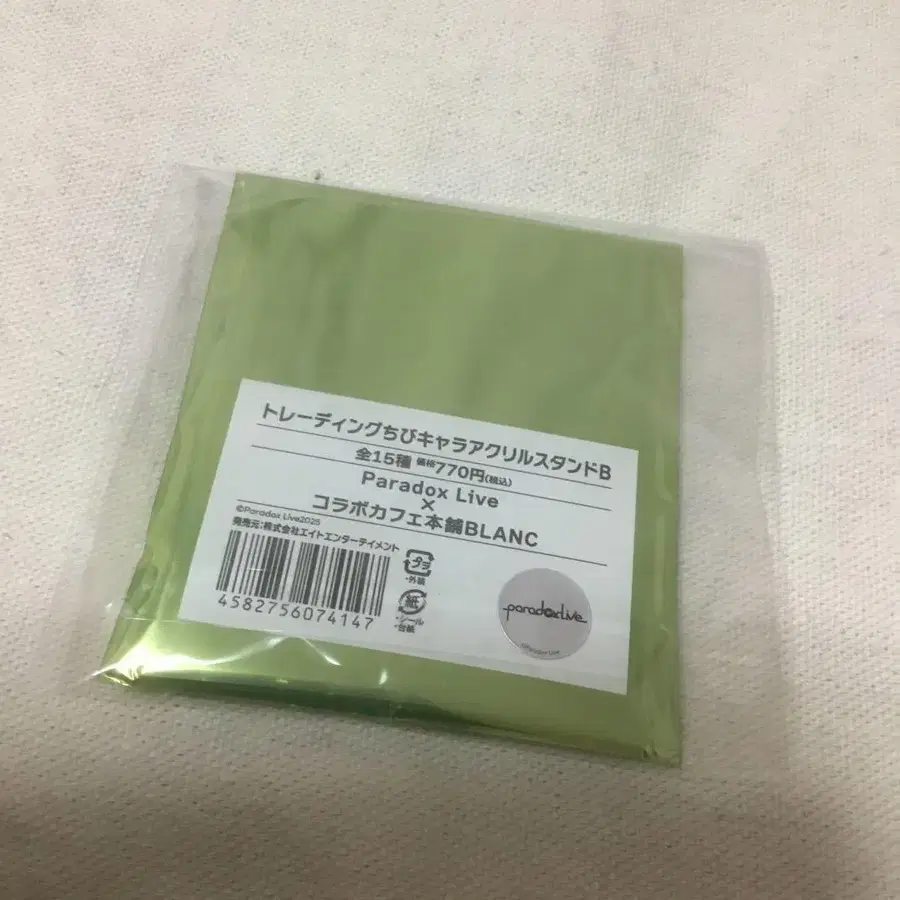 トレーディングちびキャラアクリルスタンドB
全15種 価格770円(税込)
Paradox Live
×
コラボカフェ本舗BLANC
©Paradox Live2025
発売元:株式会社エイトエンターテイメント
4582756074147
プラ
・外装
紙
・シール
・台紙
paradoxLive
©Paradox Live